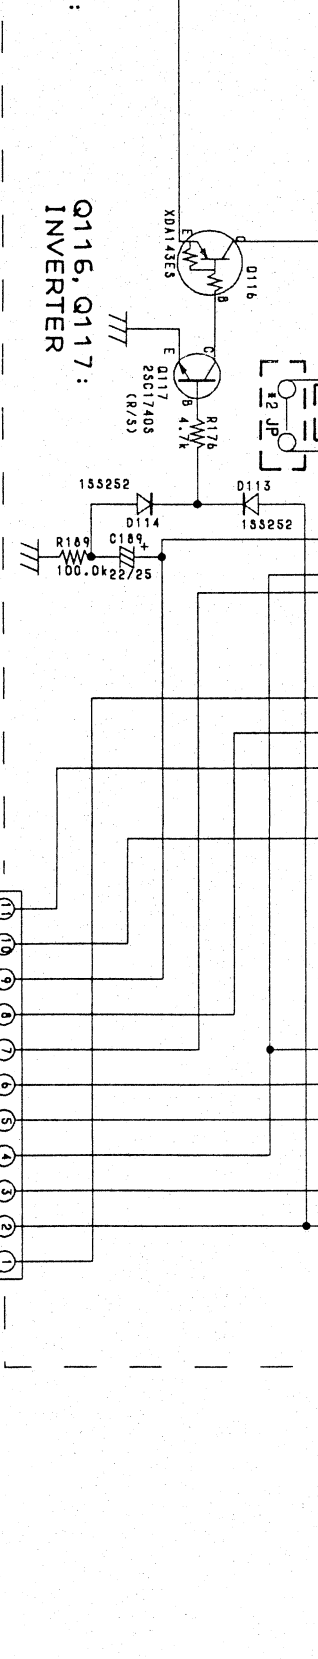 :
Q116, Q117 :
INVERTER
XDA143ES
E
C
B
Q116
E
C
B
Q117
2SC1740S
(R/S)
R176
4.7k
*2 JP
1SS252
D114
D113
1SS252
R189
100.0k
C189
+
22/25
11
10
9
8
7
6
5
4
3
2
1